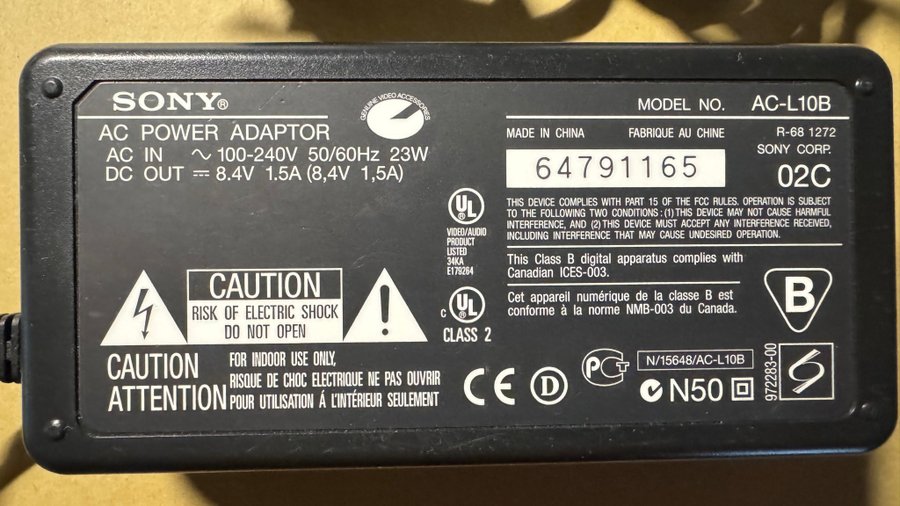 SONY®
AC POWER ADAPTOR
AC IN ~ 100-240V 50/60Hz 23W
DC OUT ⎓ 8.4V 1.5A (8,4V 1,5A)
GENUINE VIDEO ACCESSORIES
MODEL NO. AC-L10B
MADE IN CHINA FABRIQUE AU CHINE
R-68 1272
SONY CORP.
64791165
02C
THIS DEVICE COMPLIES WITH PART 15 OF THE FCC RULES. OPERATION IS SUBJECT
TO THE FOLLOWING TWO CONDITIONS: (1) THIS DEVICE MAY NOT CAUSE HARMFUL
INTERFERENCE, AND (2) THIS DEVICE MUST ACCEPT ANY INTERFERENCE RECEIVED,
INCLUDING INTERFERENCE THAT MAY CAUSE UNDESIRED OPERATION.
This Class B digital apparatus complies with
Canadian ICES-003.
Cet appareil numérique de la classe B est
conforme à la norme NMB-003 du Canada.
B
UL®
VIDEO/AUDIO
PRODUCT
LISTED
34KA
E179264
C UL®
CLASS 2
CAUTION
RISK OF ELECTRIC SHOCK
DO NOT OPEN
CAUTION FOR INDOOR USE ONLY,
ATTENTION RISQUE DE CHOC ELECTRIQUE NE PAS OUVRIR
POUR UTILISATION Á L'INTÉRIEUR SEULEMENT
CE D
PCT
N/15648/AC-L10B
N50
972283-00
S